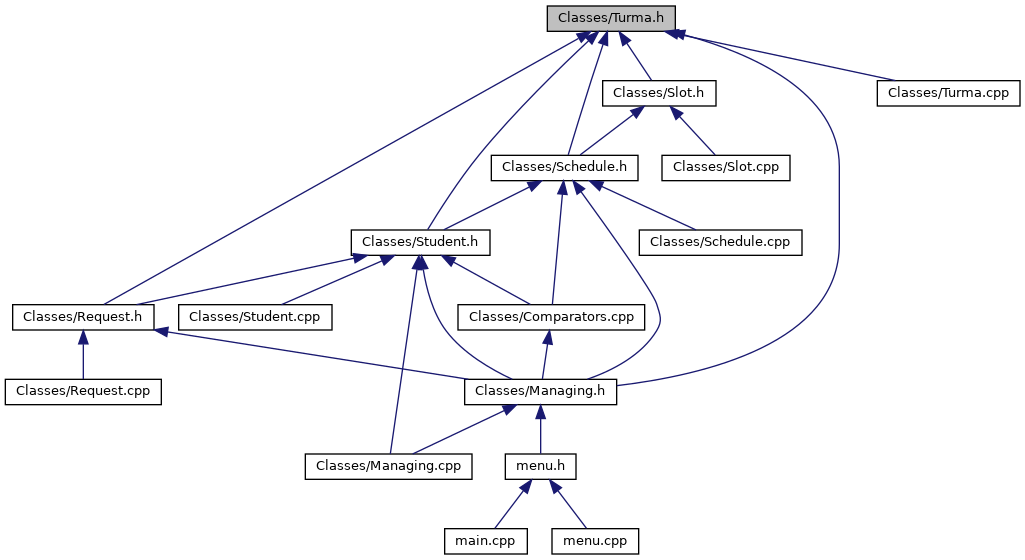 Classes/Turma.h
Classes/Slot.h
Classes/Turma.cpp
Classes/Schedule.h
Classes/Slot.cpp
Classes/Student.h
Classes/Schedule.cpp
Classes/Request.h
Classes/Student.cpp
Classes/Comparators.cpp
Classes/Request.cpp
Classes/Managing.h
Classes/Managing.cpp
menu.h
main.cpp
menu.cpp